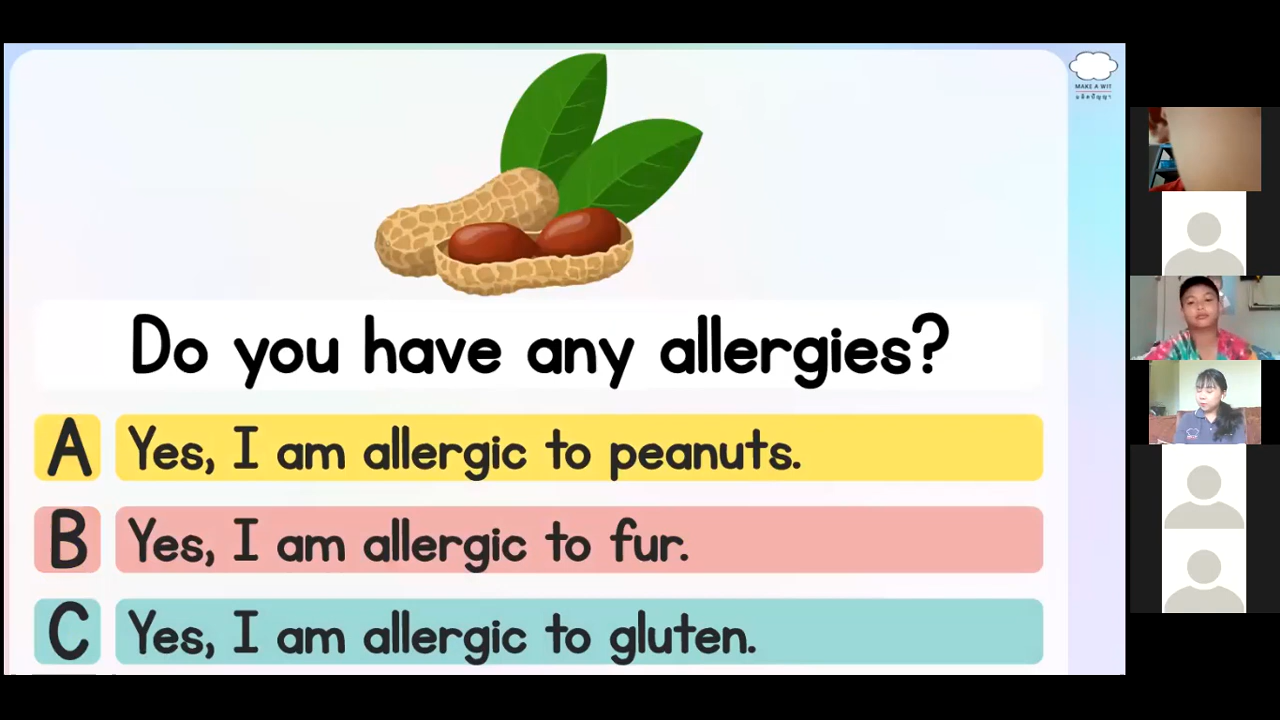 MAKE A WIT
Do you have any allergies?
A Yes, I am allergic to peanuts.
B Yes, I am allergic to fur.
C Yes, I am allergic to gluten.